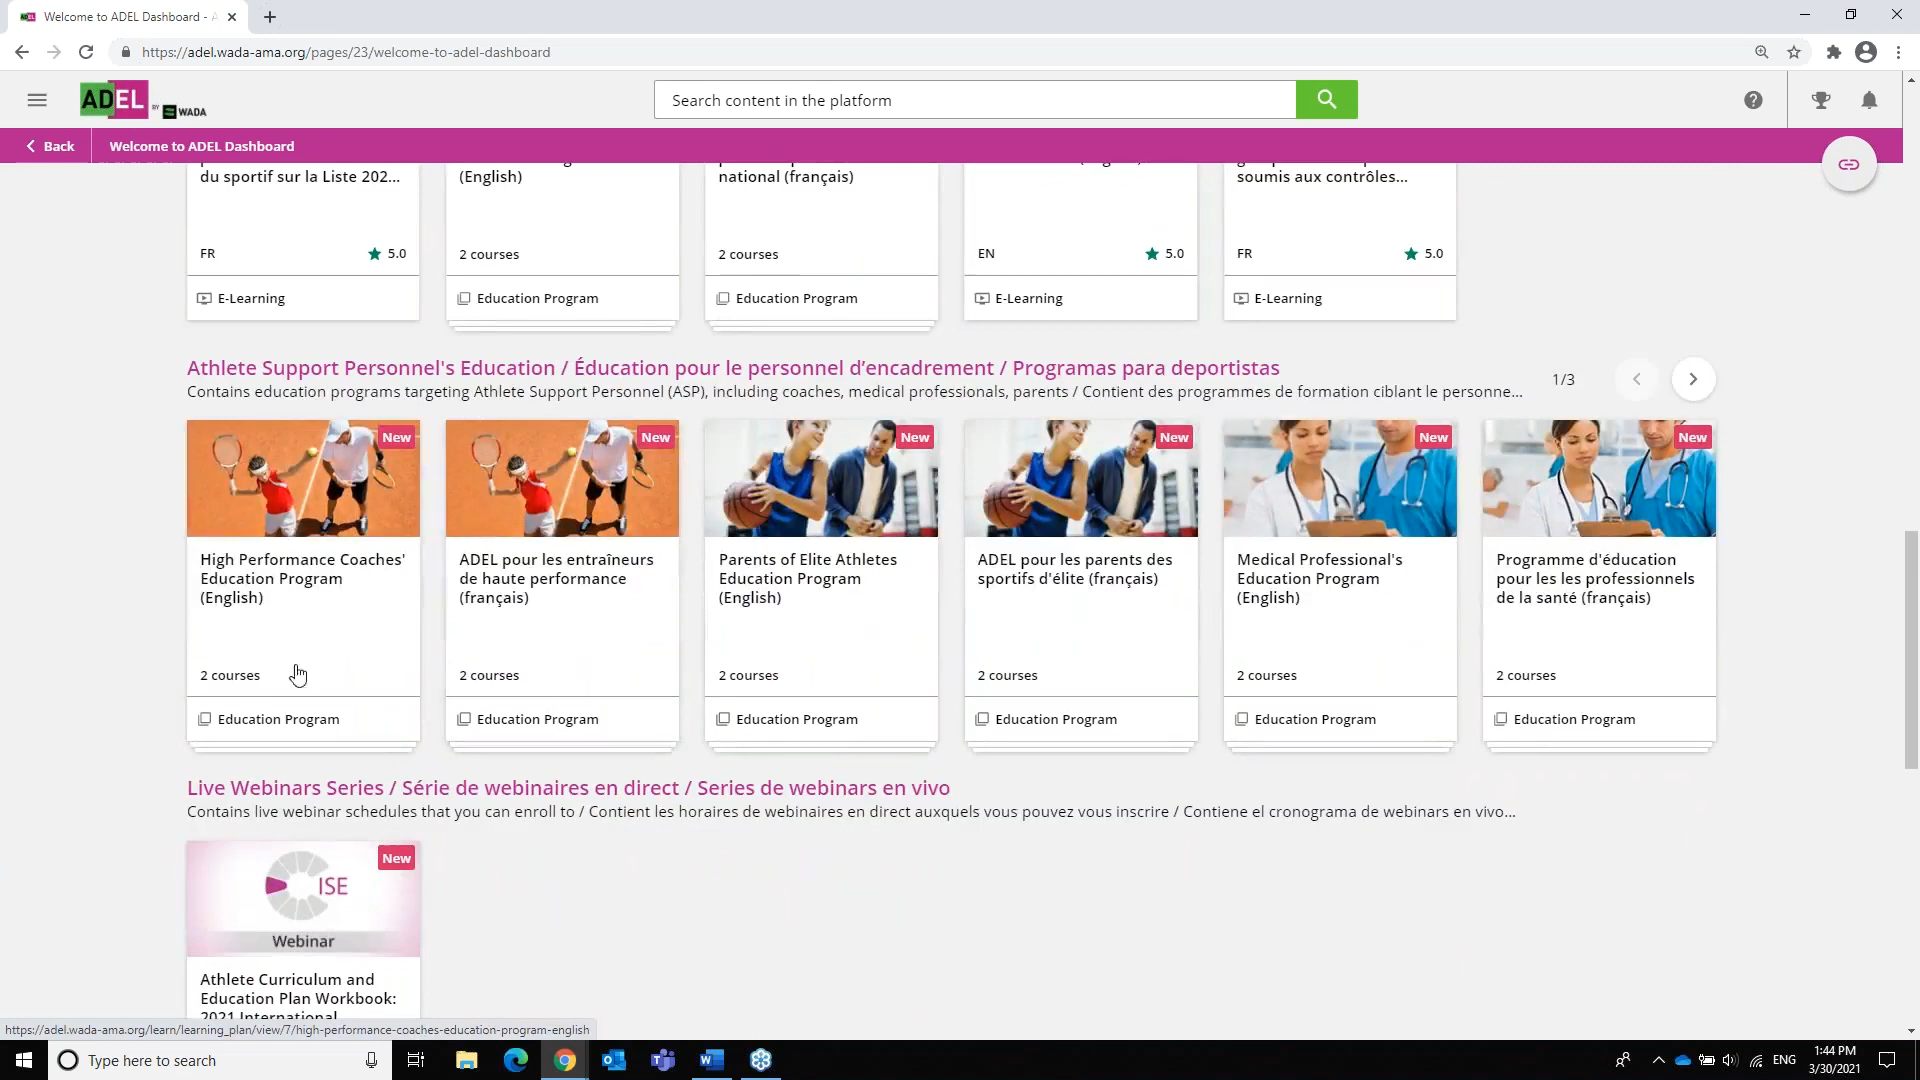 Welcome to ADEL Dashboard -
https://adel.wada-ama.org/pages/23/welcome-to-adel-dashboard
ADEL BY WADA
Search content in the platform
Back
Welcome to ADEL Dashboard
du sportif sur la Liste 202...
(English)
national (français)
soumis aux contrôles...
FR 5.0
2 courses
2 courses
EN 5.0
FR 5.0
E-Learning
Education Program
Education Program
E-Learning
E-Learning
Athlete Support Personnel's Education / Éducation pour le personnel d’encadrement / Programas para deportistas
Contains education programs targeting Athlete Support Personnel (ASP), including coaches, medical professionals, parents / Contient des programmes de formation ciblant le personne...
1/3
New
New
New
New
New
New
High Performance Coaches'
Education Program
(English)
2 courses
Education Program
ADEL pour les entraîneurs
de haute performance
(français)
2 courses
Education Program
Parents of Elite Athletes
Education Program
(English)
2 courses
Education Program
ADEL pour les parents des
sportifs d'élite (français)
2 courses
Education Program
Medical Professional's
Education Program
(English)
2 courses
Education Program
Programme d'éducation
pour les les professionnels
de la santé (français)
2 courses
Education Program
Live Webinars Series / Série de webinaires en direct / Series de webinars en vivo
Contains live webinar schedules that you can enroll to / Contient les horaires de webinaires en direct auxquels vous pouvez vous inscrire / Contiene el cronograma de webinars en vivo...
New
ISE
Webinar
Athlete Curriculum and
Education Plan Workbook:
2021 International
https://adel.wada-ama.org/learn/learning_plan/view/7/high-performance-coaches-education-program-english
Type here to search
ENG
1:44 PM
3/30/2021